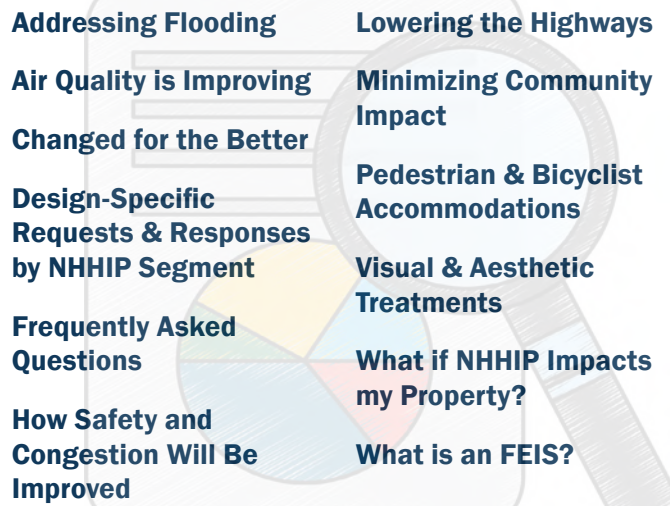 Addressing Flooding
Air Quality is Improving
Changed for the Better
Design-Specific
Requests & Responses
by NHHIP Segment
Frequently Asked
Questions
How Safety and
Congestion Will Be
Improved
Lowering the Highways
Minimizing Community
Impact
Pedestrian & Bicyclist
Accommodations
Visual & Aesthetic
Treatments
What if NHHIP Impacts
my Property?
What is an FEIS?